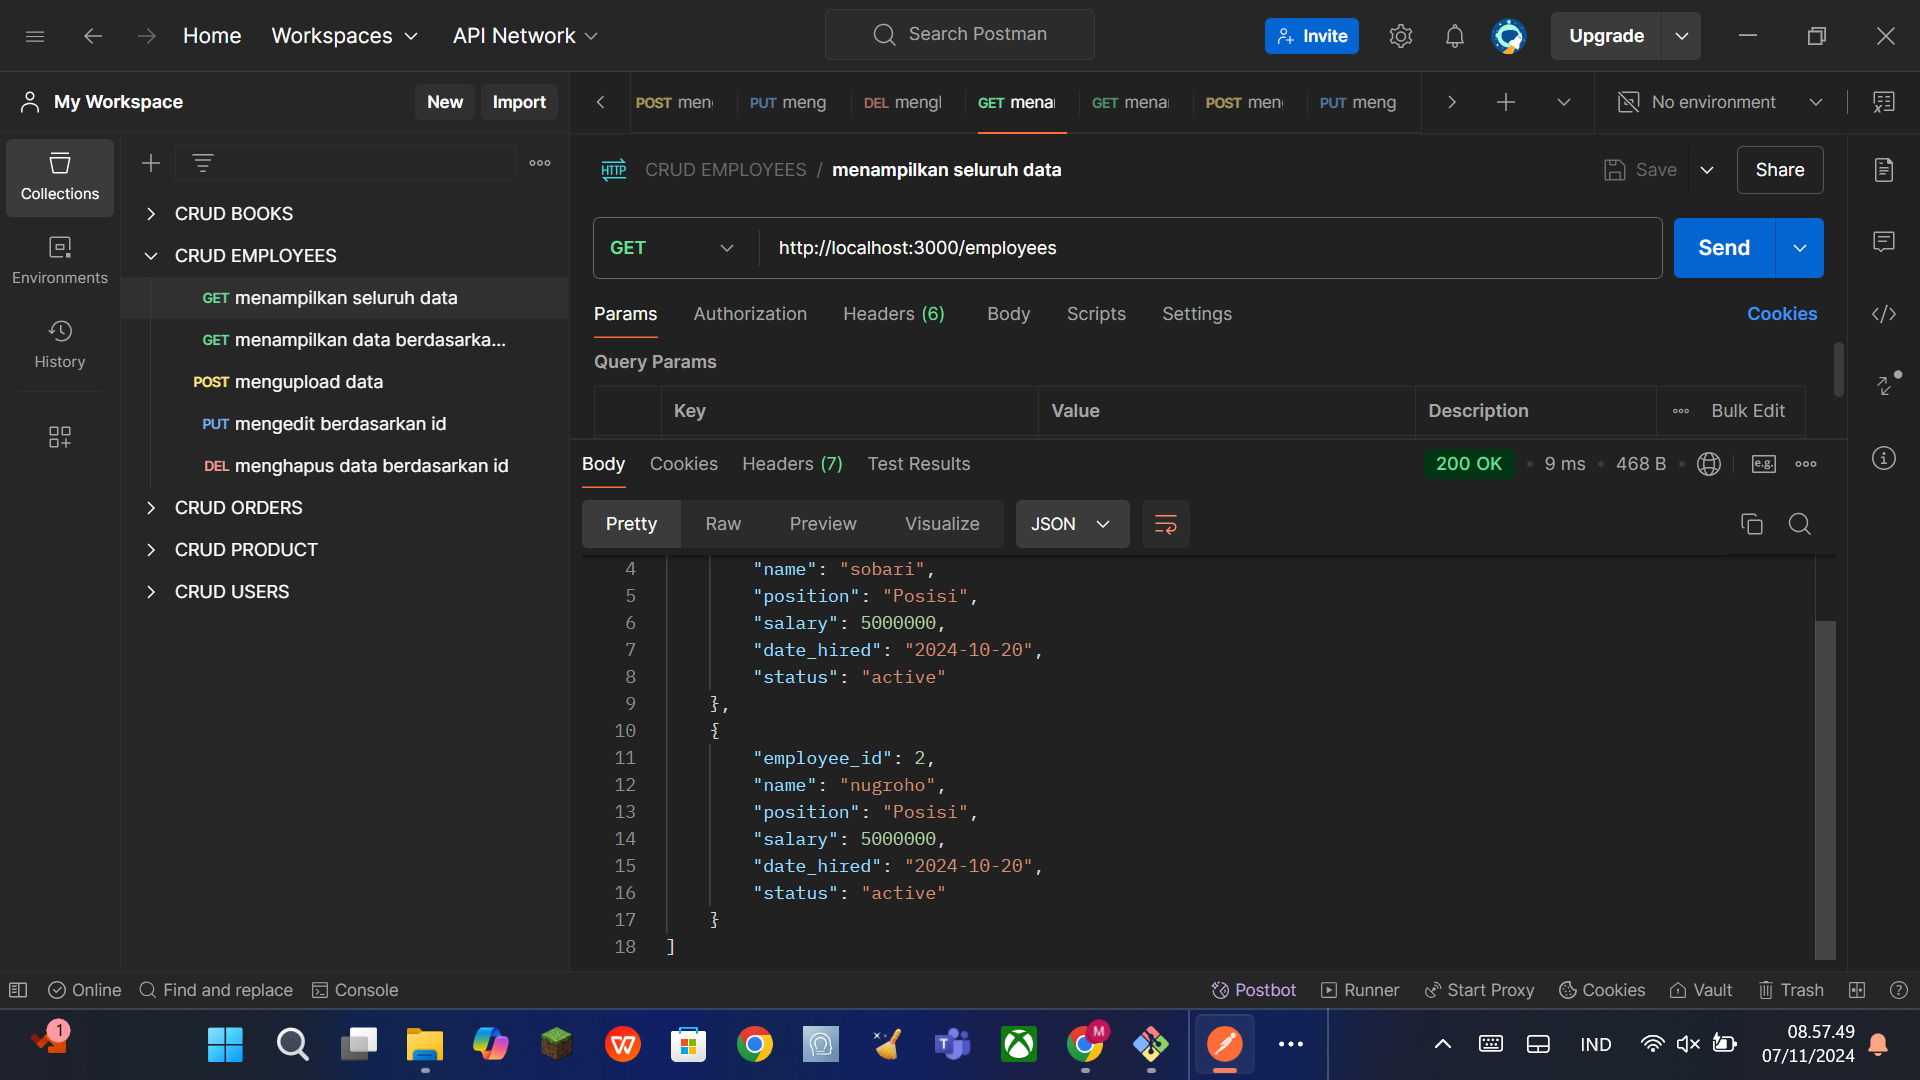 Home Workspaces API Network Search Postman Invite Upgrade
My Workspace New Import
POST men PUT meng DEL mengl GET mena GET mena POST men PUT meng No environment
Collections
Environments
History
CRUD BOOKS
CRUD EMPLOYEES
GET menampilkan seluruh data
GET menampilkan data berdasarka...
POST mengupload data
PUT mengedit berdasarkan id
DEL menghapus data berdasarkan id
CRUD ORDERS
CRUD PRODUCT
CRUD USERS
HTTP CRUD EMPLOYEES / menampilkan seluruh data Save Share
GET http://localhost:3000/employees Send
Params Authorization Headers (6) Body Scripts Settings Cookies
Query Params
Key Value Description Bulk Edit
Body Cookies Headers (7) Test Results 200 OK 9 ms 468 B e.g.
Pretty Raw Preview Visualize JSON
4 "name": "sobari",
5 "position": "Posisi",
6 "salary": 5000000,
7 "date_hired": "2024-10-20",
8 "status": "active"
9 },
10 {
11 "employee_id": 2,
12 "name": "nugroho",
13 "position": "Posisi",
14 "salary": 5000000,
15 "date_hired": "2024-10-20",
16 "status": "active"
17 }
18 ]
Online Find and replace Console Postbot Runner Start Proxy Cookies Vault Trash
1 M IND 08.57.49
07/11/2024